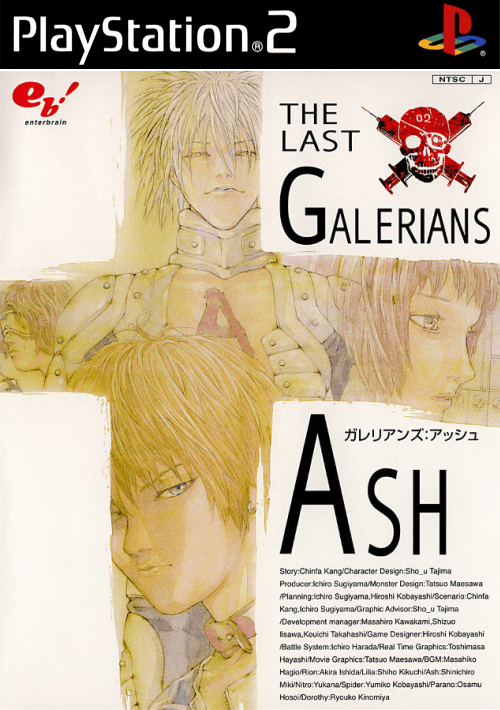 PlayStation®2
NTSC J
eb!
enterbrain
02
THE
LAST
GALERIANS
A
ガレリアンズ:アッシュ
ASH
Story:Chinfa Kang/Character Design:Sho_u Tajima
Producer:Ichiro Sugiyama/Monster Design:Tatsuo Maesawa
/Planning:Ichiro Sugiyama,Hiroshi Kobayashi/Scenario:Chinfa
Kang,Ichiro Sugiyama/Graphic Advisor:Sho_u Tajima
/Development manager:Masahiro Kawakami,Shizuo
Iisawa,Kouichi Takahashi/Game Designer:Hiroshi Kobayashi
/Battle System:Ichiro Harada/Real Time Graphics:Toshimasa
Hayashi/Movie Graphics:Tatsuo Maesawa/BGM:Masahiko
Hagio/Rion:Akira Ishida/Lilia:Shiho Kikuchi/Ash:Shinichiro
Miki/Nitro:Yukana/Spider:Yumiko Kobayashi/Parano:Osamu
Hosoi/Dorothy:Ryouko Kinomiya